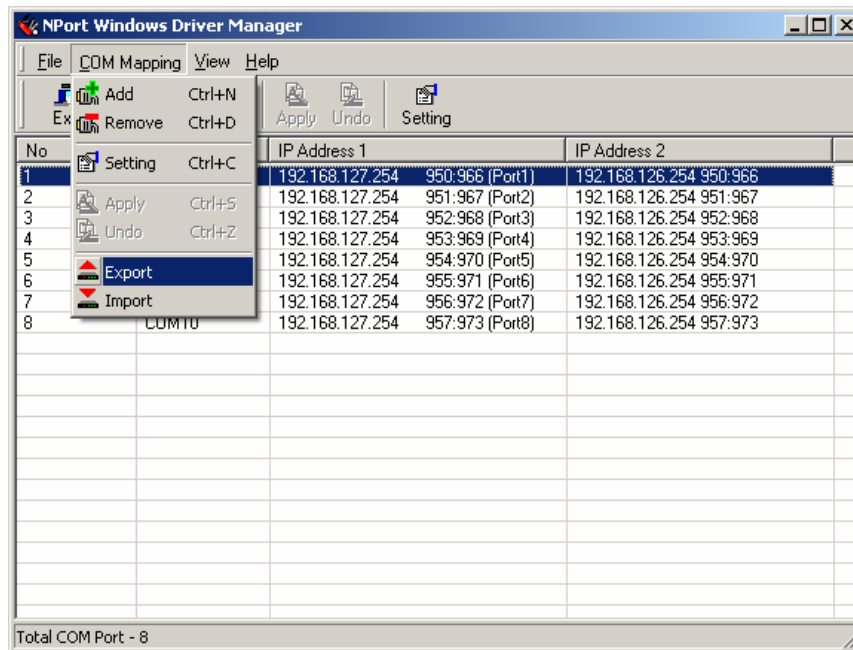 NPort Windows Driver Manager
File COM Mapping View Help
Add Ctrl+N
Remove Ctrl+D
Setting Ctrl+C
Apply Ctrl+S
Undo Ctrl+Z
Export
Import
Ex Apply Undo Setting
No IP Address 1 IP Address 2
1 192.168.127.254 950:966 (Port1) 192.168.126.254 950:966
2 192.168.127.254 951:967 (Port2) 192.168.126.254 951:967
3 192.168.127.254 952:968 (Port3) 192.168.126.254 952:968
4 192.168.127.254 953:969 (Port4) 192.168.126.254 953:969
5 192.168.127.254 954:970 (Port5) 192.168.126.254 954:970
6 192.168.127.254 955:971 (Port6) 192.168.126.254 955:971
7 192.168.127.254 956:972 (Port7) 192.168.126.254 956:972
8 COM10 192.168.127.254 957:973 (Port8) 192.168.126.254 957:973
Total COM Port - 8